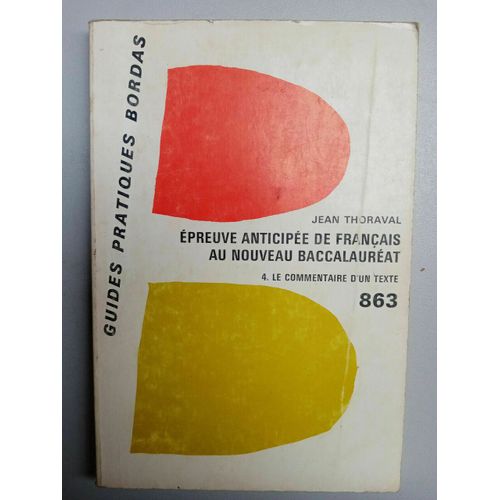 GUIDES PRATIQUES BORDAS
JEAN THORAVAL
ÉPREUVE ANTICIPÉE DE FRANÇAIS
AU NOUVEAU BACCALAURÉAT
4. LE COMMENTAIRE D'UN TEXTE
863